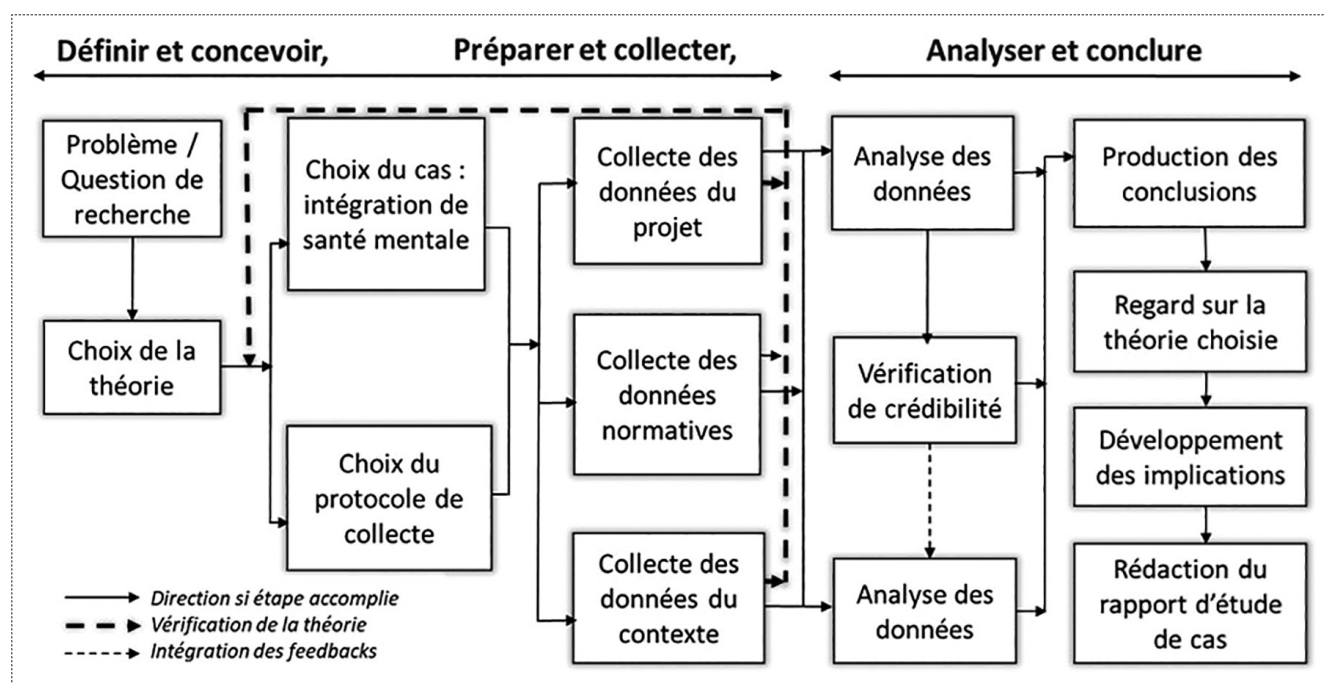 Définir et concevoir,
Préparer et collecter,
Analyser et conclure
Problème /
Question de
recherche
Choix de la
théorie
Choix du cas :
intégration de
santé mentale
Choix du
protocole de
collecte
Collecte des
données du
projet
Collecte des
données
normatives
Collecte des
données du
contexte
Analyse des
données
Vérification
de crédibilité
Analyse des
données
Production des
conclusions
Regard sur la
théorie choisie
Développement
des implications
Rédaction du
rapport d'étude
de cas
Direction si étape accomplie
Vérification de la théorie
Intégration des feedbacks